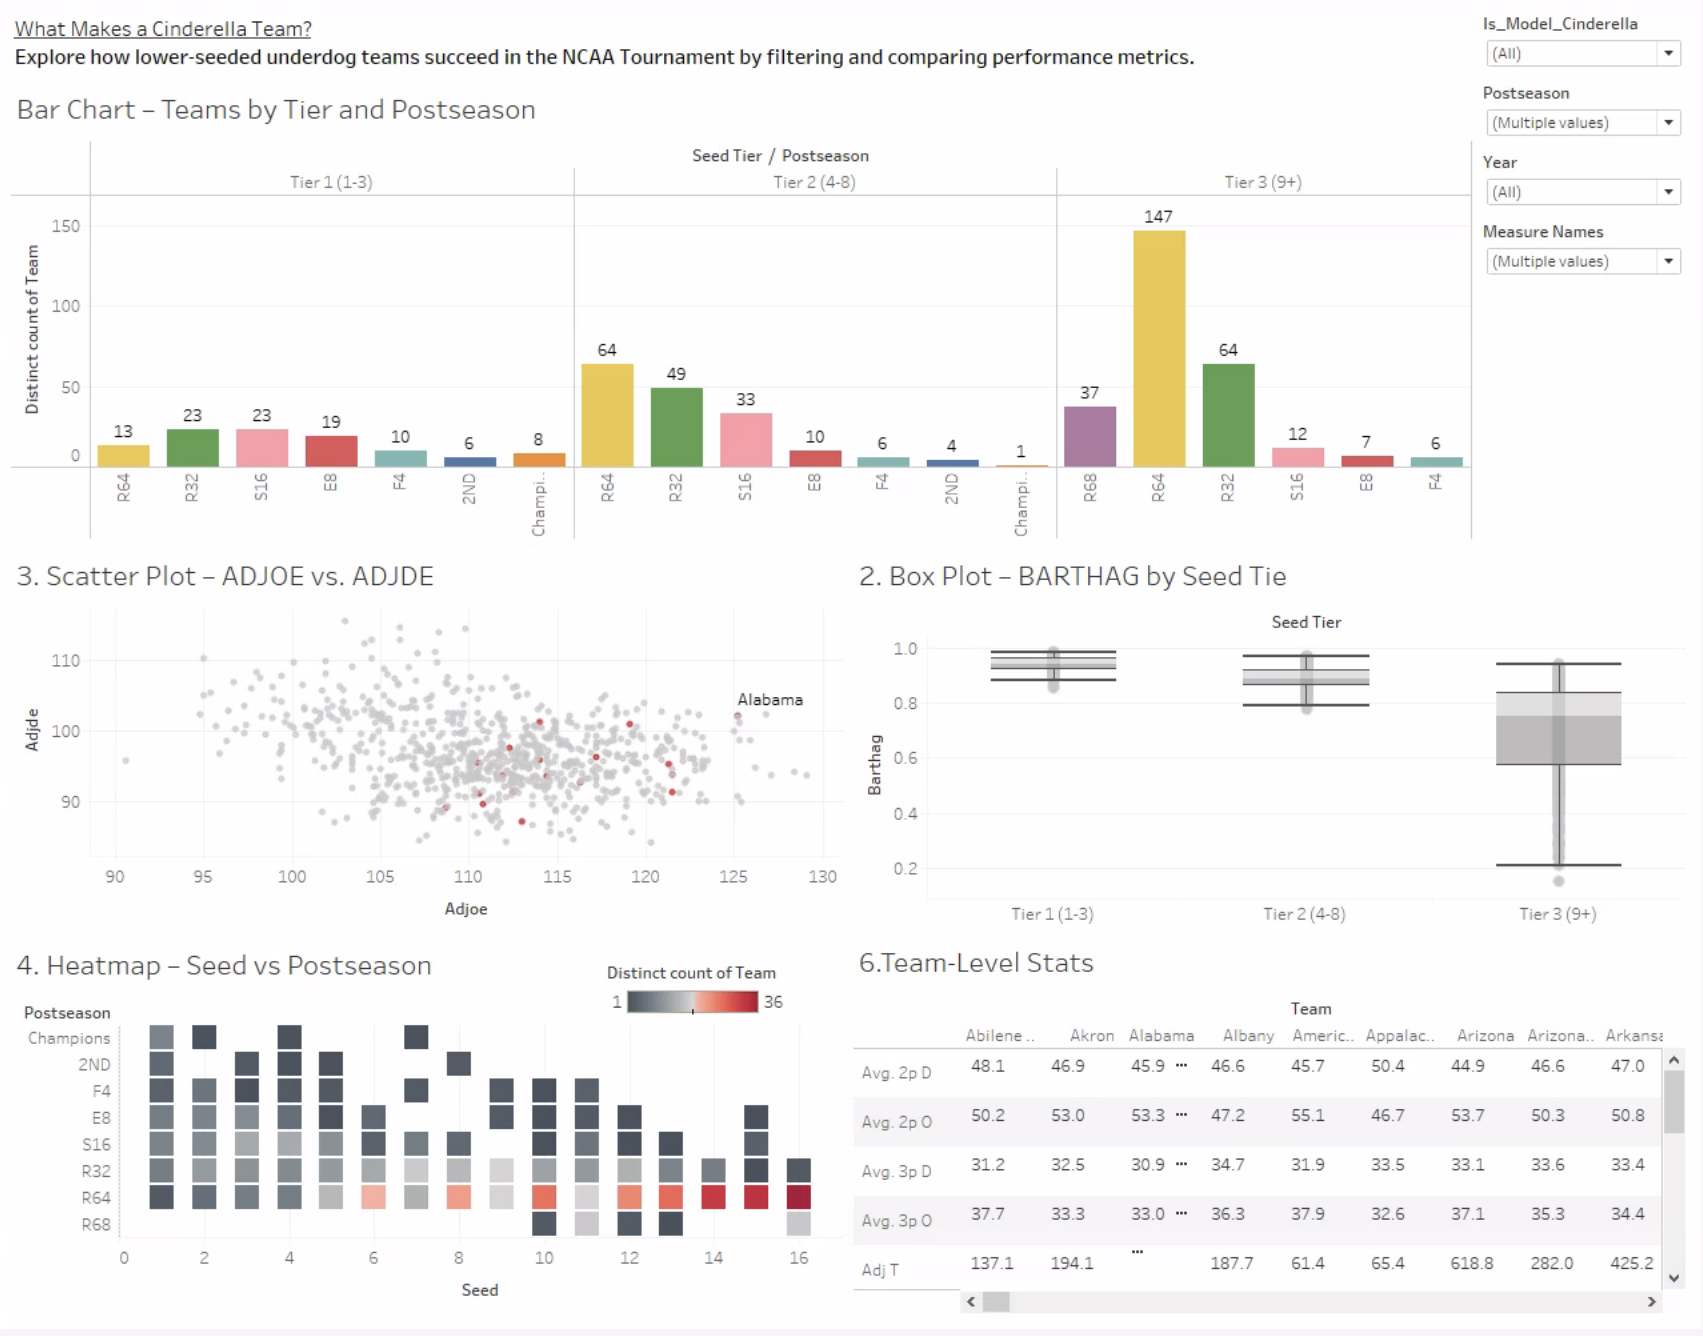 What Makes a Cinderella Team?
Explore how lower-seeded underdog teams succeed in the NCAA Tournament by filtering and comparing performance metrics.
Is_Model_Cinderella
(All)
Postseason
(Multiple values)
Year
(All)
Measure Names
(Multiple values)
Bar Chart – Teams by Tier and Postseason
Seed Tier / Postseason
Tier 1 (1-3) Tier 2 (4-8) Tier 3 (9+)
Distinct count of Team
150
100
50
0
13 23 23 19 10 6 8 64 49 33 10 6 4 1 37 147 64 12 7 6
R64 R32 S16 E8 F4 2ND Champi.. R64 R32 S16 E8 F4 2ND Champi.. R68 R64 R32 S16 E8 F4
3. Scatter Plot – ADJOE vs. ADJDE
Adjde
110
100
90
Alabama
90 95 100 105 110 115 120 125 130
Adjoe
2. Box Plot – BARTHAG by Seed Tie
Seed Tier
Barthag
1.0
0.8
0.6
0.4
0.2
Tier 1 (1-3) Tier 2 (4-8) Tier 3 (9+)
4. Heatmap – Seed vs Postseason
Distinct count of Team
1 36
Postseason
Champions
2ND
F4
E8
S16
R32
R64
R68
0 2 4 6 8 10 12 14 16
Seed
6.Team-Level Stats
Team
Abilene .. Akron Alabama Albany Americ.. Appalac.. Arizona Arizona.. Arkansa
Avg. 2p D 48.1 46.9 45.9 ... 46.6 45.7 50.4 44.9 46.6 47.0
Avg. 2p O 50.2 53.0 53.3 ... 47.2 55.1 46.7 53.7 50.3 50.8
Avg. 3p D 31.2 32.5 30.9 ... 34.7 31.9 33.5 33.1 33.6 33.4
Avg. 3p O 37.7 33.3 33.0 ... 36.3 37.9 32.6 37.1 35.3 34.4
Adj T 137.1 194.1 ... 187.7 61.4 65.4 618.8 282.0 425.2